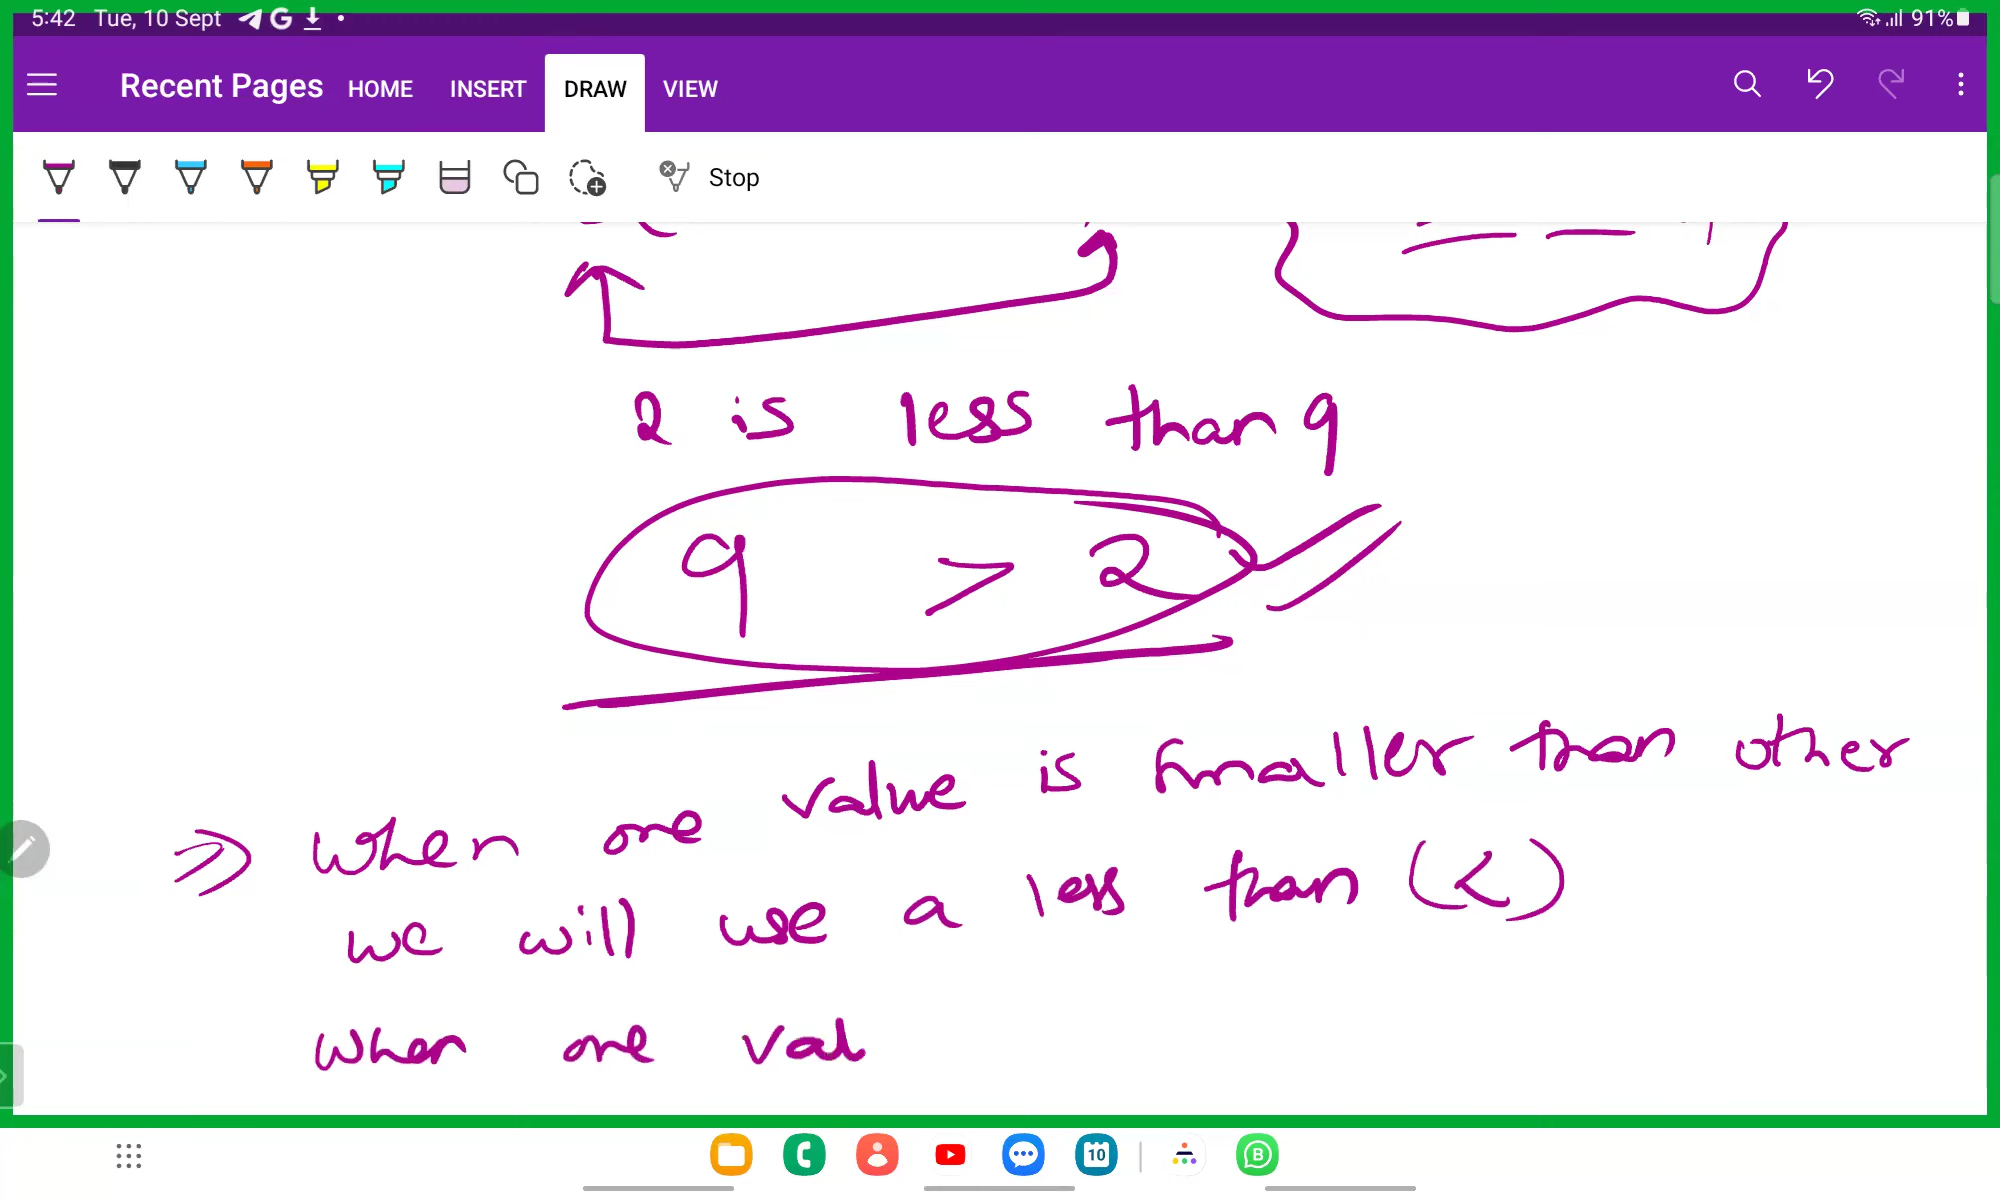 5:42 Tue, 10 Sept 91%
Recent Pages HOME INSERT DRAW VIEW
Stop
2 is less than 9
9 > 2
⇒ When one value is smaller than other
we will use a less than (<)
when one val
10
B